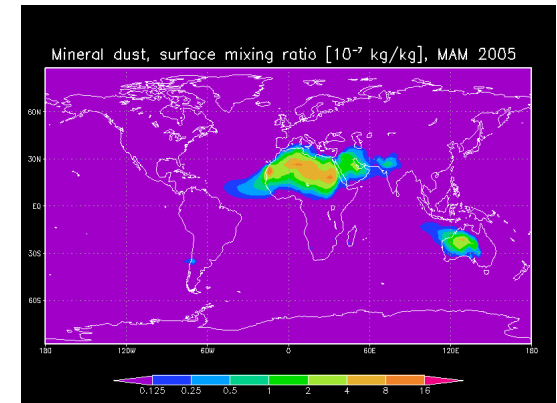 Mineral dust, surface mixing ratio [10⁻⁷ kg/kg], MAM 2005
60N
30N
EQ
30S
60S
180 120W 60W 0 60E 120E 180
0.125 0.25 0.5 1 2 4 8 16